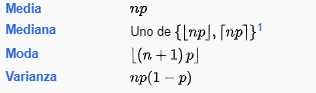 Media np
Mediana Uno de {⌊np⌋, ⌈np⌉}¹
Moda ⌊(n + 1) p⌋
Varianza np(1 − p)